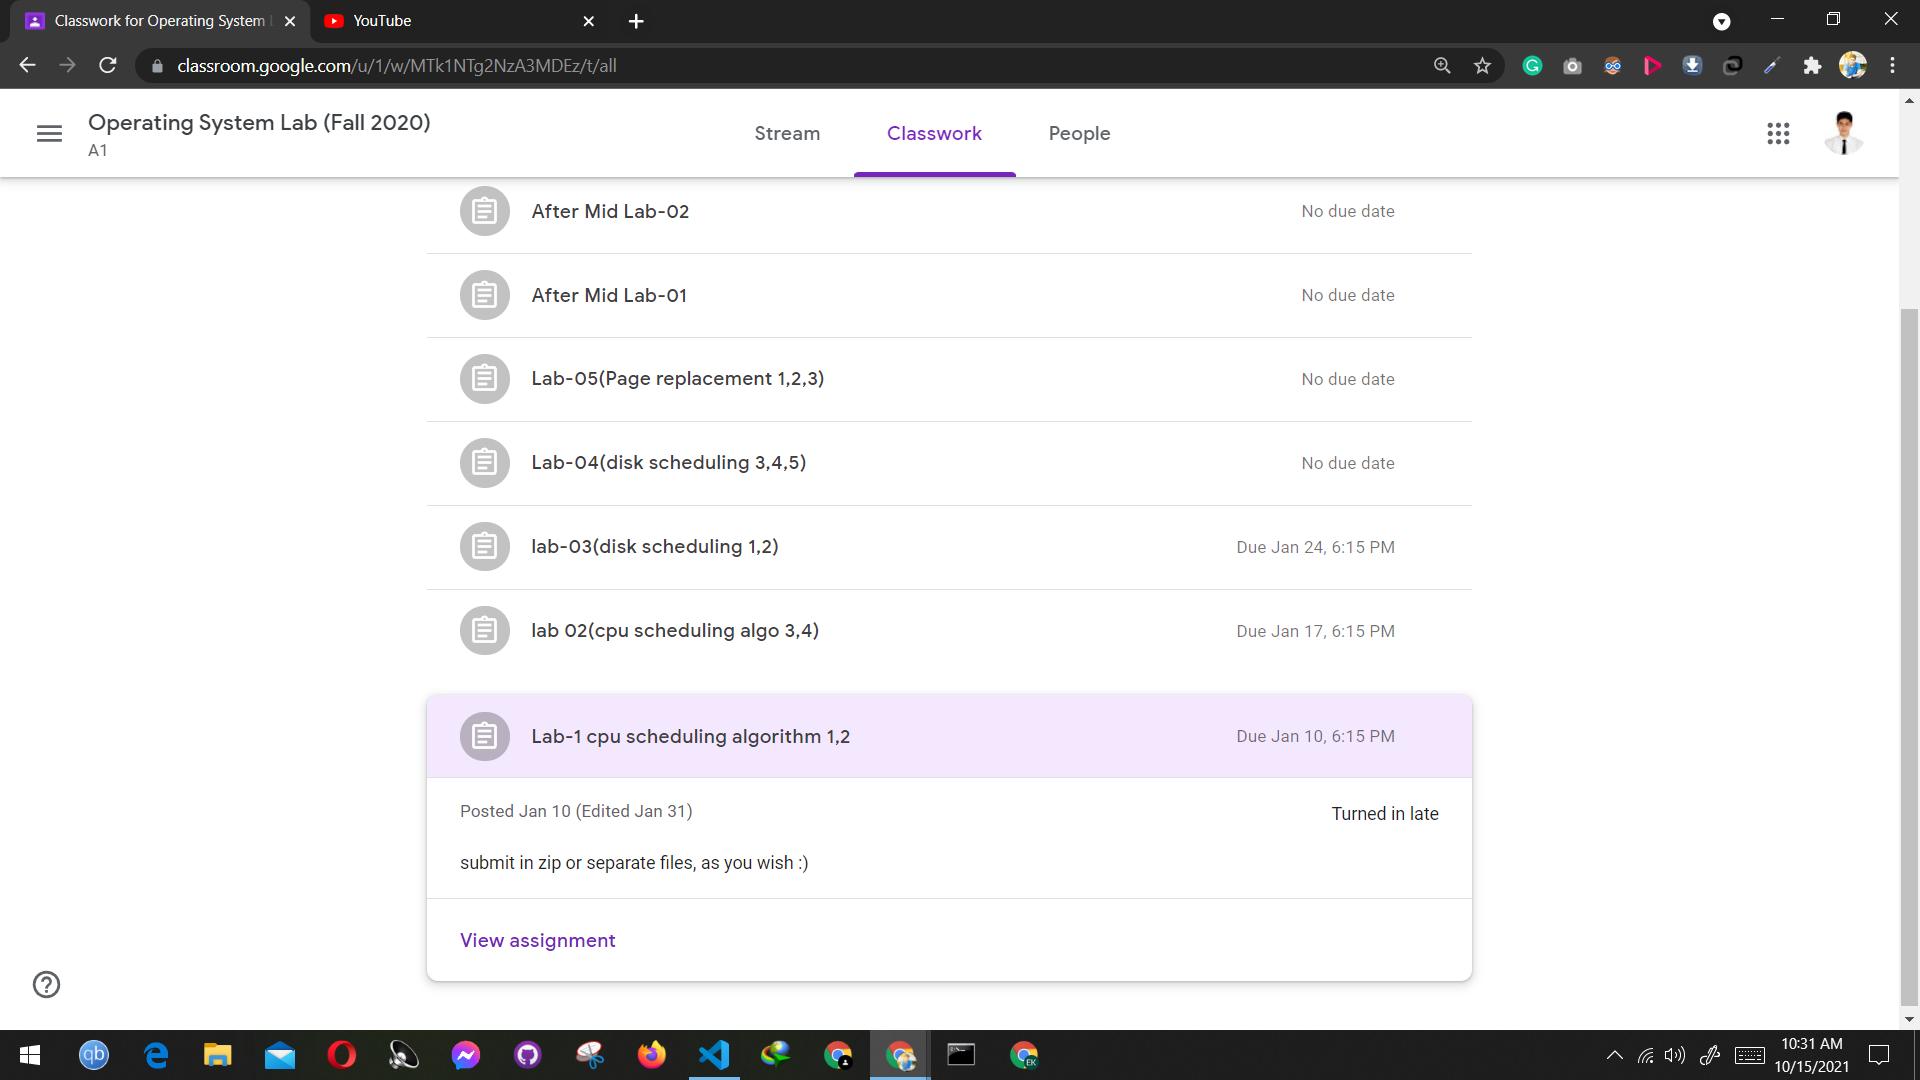 Classwork for Operating System
YouTube
classroom.google.com/u/1/w/MTk1NTg2NzA3MDEz/t/all
Operating System Lab (Fall 2020)
A1
Stream
Classwork
People
After Mid Lab-02
No due date
After Mid Lab-01
No due date
Lab-05(Page replacement 1,2,3)
No due date
Lab-04(disk scheduling 3,4,5)
No due date
lab-03(disk scheduling 1,2)
Due Jan 24, 6:15 PM
lab 02(cpu scheduling algo 3,4)
Due Jan 17, 6:15 PM
Lab-1 cpu scheduling algorithm 1,2
Due Jan 10, 6:15 PM
Posted Jan 10 (Edited Jan 31)
Turned in late
submit in zip or separate files, as you wish :)
View assignment
qb
EK
10:31 AM
10/15/2021